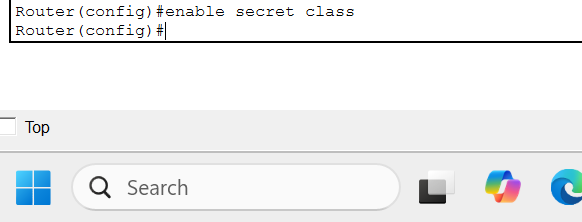 Router(config)#enable secret class
Router(config)#
Top
Search